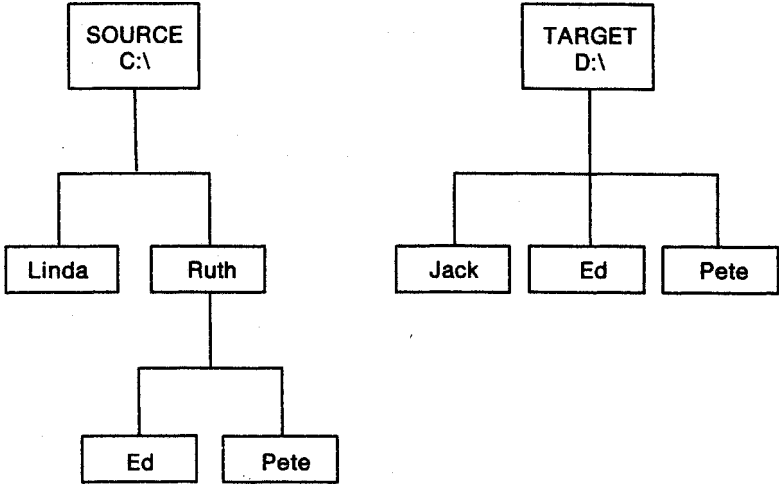 SOURCE
C:\
TARGET
D:\
Linda
Ruth
Jack
Ed
Pete
Ed
Pete